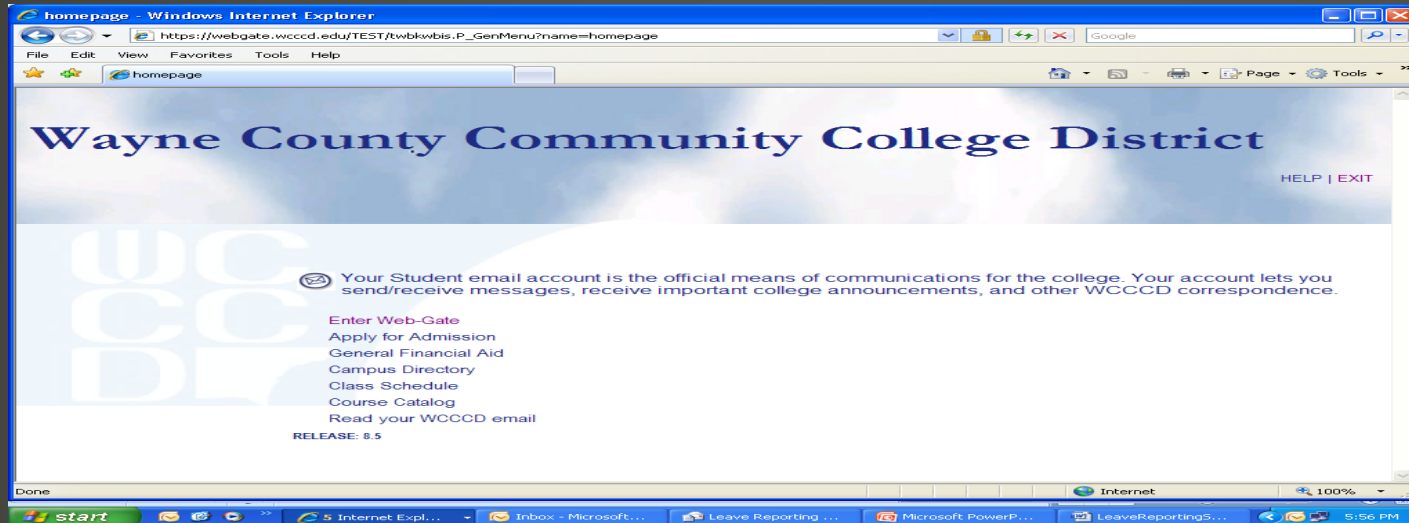 homepage - Windows Internet Explorer
https://webgate.wcccd.edu/TEST/twbkwbis.P_GenMenu?name=homepage
Google
File Edit View Favorites Tools Help
homepage
Page Tools
Wayne County Community College District
HELP | EXIT
WCCCD
Your Student email account is the official means of communications for the college. Your account lets you
send/receive messages, receive important college announcements, and other WCCCD correspondence.
Enter Web-Gate
Apply for Admission
General Financial Aid
Campus Directory
Class Schedule
Course Catalog
Read your WCCCD email
RELEASE: 8.5
Done
Internet
100%
start
5 Internet Expl...
Inbox - Microsoft...
Leave Reporting ...
Microsoft PowerP...
LeaveReportingS...
5:56 PM